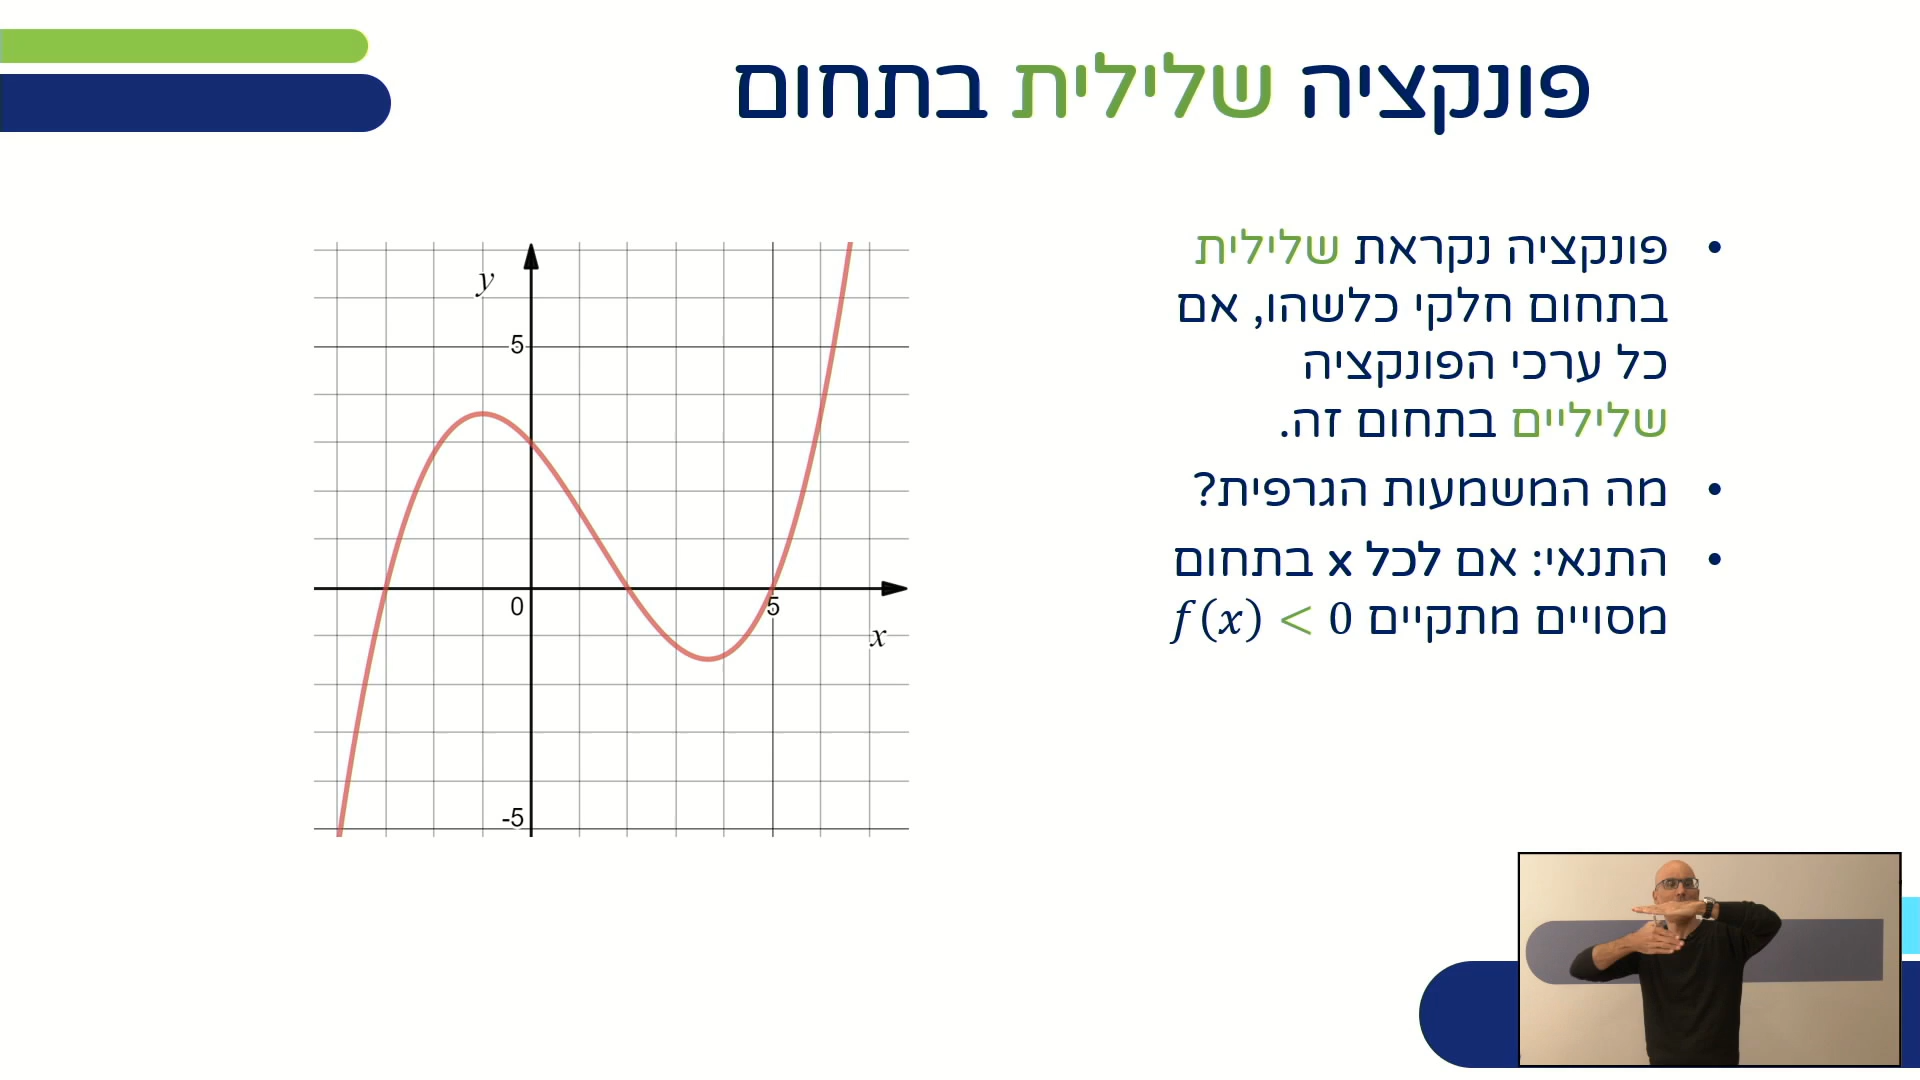 פונקציה שלילית בתחום
• פונקציה נקראת שלילית
בתחום חלקי כלשהו, אם
כל ערכי הפונקציה
שליליים בתחום זה.
• מה המשמעות הגרפית?
• התנאי: אם לכל x בתחום
מסויים מתקיים f(x) < 0
y
5
0
5
x
-5